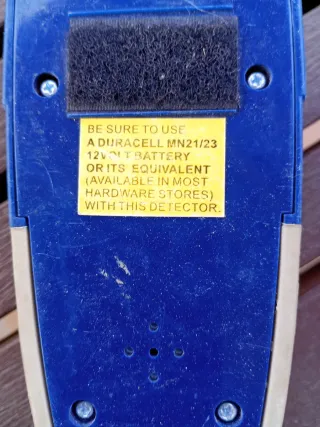 BE SURE TO USE
A DURACELL MN21/23
12VOLT BATTERY
OR ITS EQUIVALENT
(AVAILABLE IN MOST
HARDWARE STORES)
WITH THIS DETECTOR.